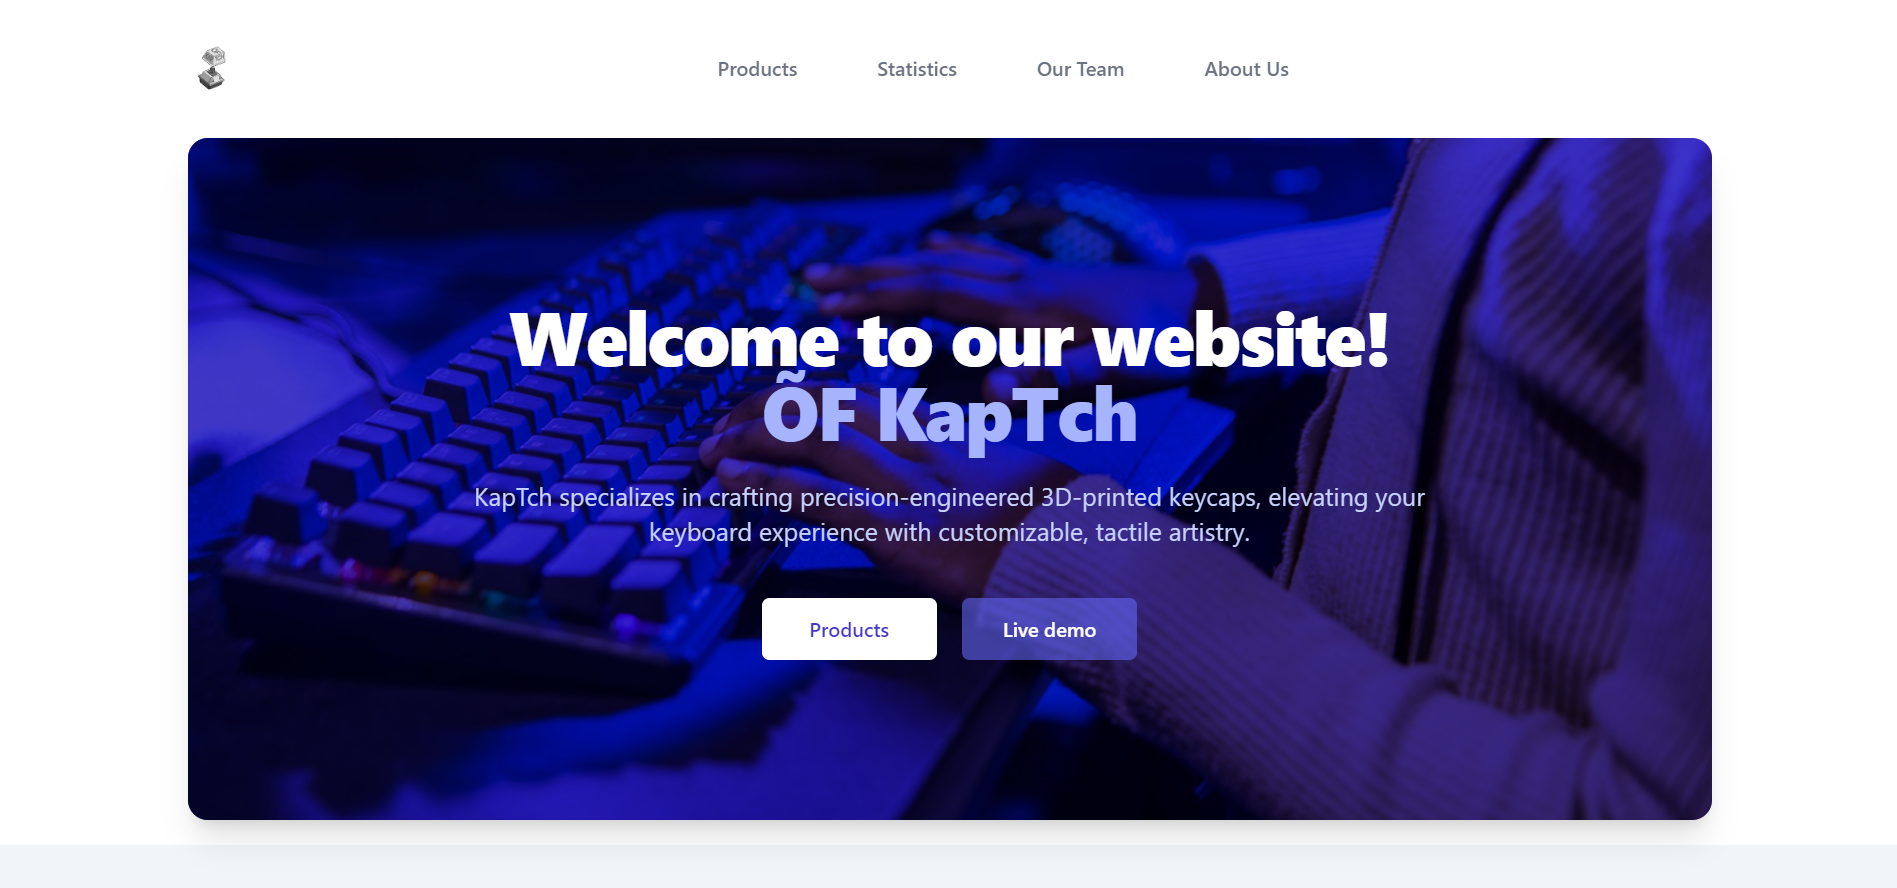 Products
Statistics
Our Team
About Us
Welcome to our website!
ÕF KapTch
KapTch specializes in crafting precision-engineered 3D-printed keycaps, elevating your
keyboard experience with customizable, tactile artistry.
Products
Live demo